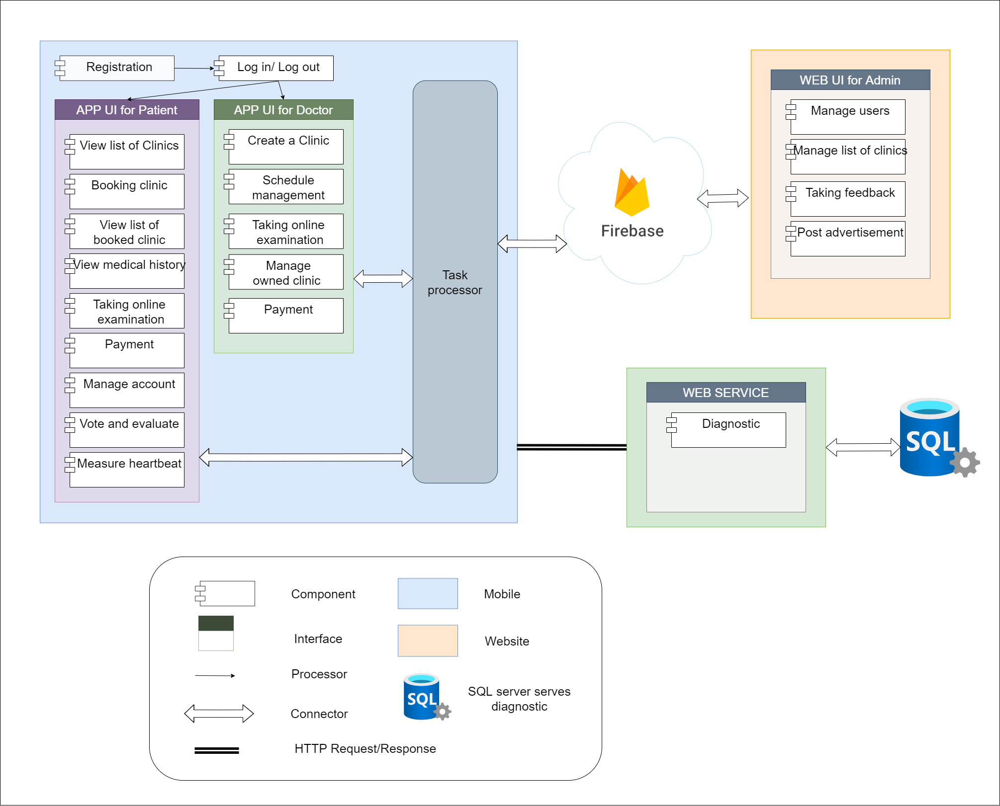 Registration
Log in/ Log out
APP UI for Patient
View list of Clinics
Booking clinic
View list of
booked clinic
View medical history
Taking online
examination
Payment
Manage account
Vote and evaluate
Measure heartbeat
APP UI for Doctor
Create a Clinic
Schedule
management
Taking online
examination
Manage
owned clinic
Payment
Task
processor
Firebase
WEB UI for Admin
Manage users
Manage list of clinics
Taking feedback
Post advertisement
WEB SERVICE
Diagnostic
SQL
Component
Interface
Processor
Connector
HTTP Request/Response
Mobile
Website
SQL
SQL server serves
diagnostic